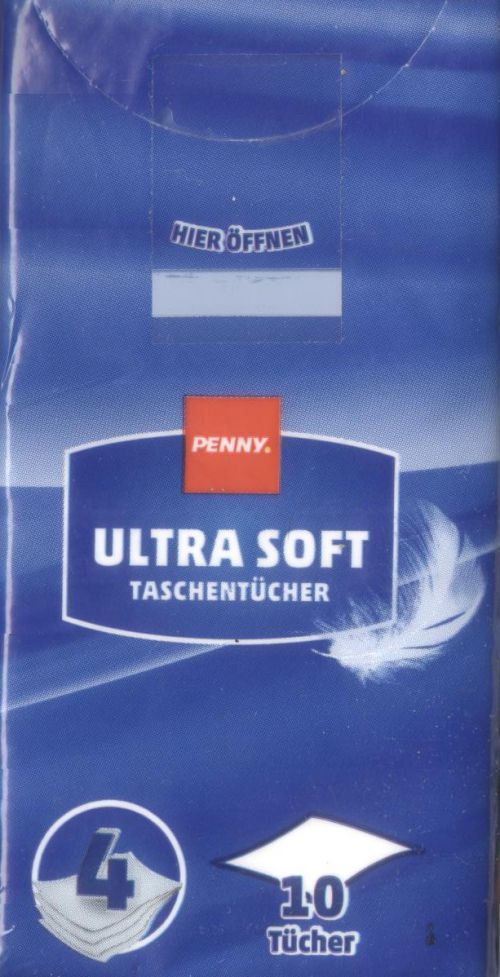 HIER ÖFFNEN
PENNY.
ULTRA SOFT
TASCHENTÜCHER
4
10
Tücher